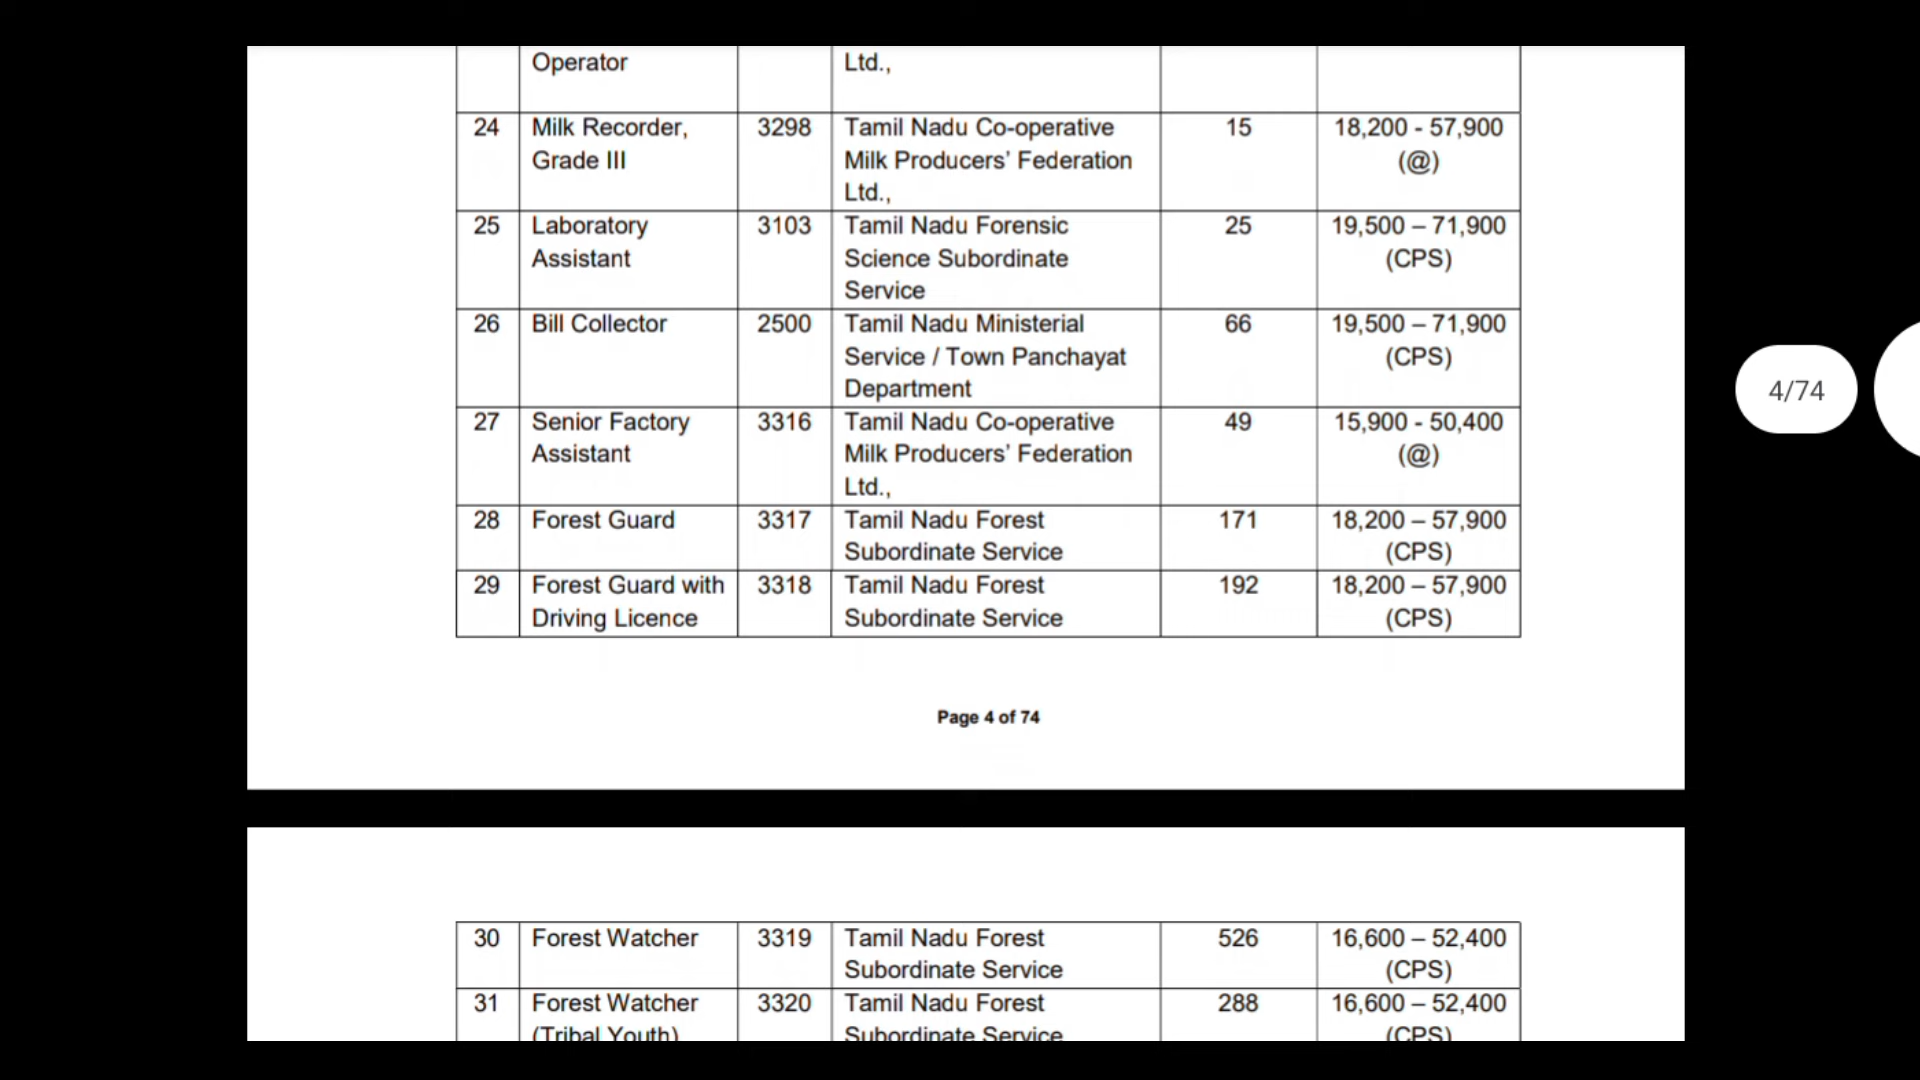 Operator Ltd.,
24 Milk Recorder, 3298 Tamil Nadu Co-operative 15 18,200 - 57,900
Grade III Milk Producers’ Federation (@)
Ltd.,
25 Laboratory 3103 Tamil Nadu Forensic 25 19,500 – 71,900
Assistant Science Subordinate (CPS)
Service
26 Bill Collector 2500 Tamil Nadu Ministerial 66 19,500 – 71,900
Service / Town Panchayat (CPS)
Department
27 Senior Factory 3316 Tamil Nadu Co-operative 49 15,900 - 50,400
Assistant Milk Producers’ Federation (@)
Ltd.,
28 Forest Guard 3317 Tamil Nadu Forest 171 18,200 – 57,900
Subordinate Service (CPS)
29 Forest Guard with 3318 Tamil Nadu Forest 192 18,200 – 57,900
Driving Licence Subordinate Service (CPS)
Page 4 of 74
4/74
30 Forest Watcher 3319 Tamil Nadu Forest 526 16,600 – 52,400
Subordinate Service (CPS)
31 Forest Watcher 3320 Tamil Nadu Forest 288 16,600 – 52,400
(Tribal Youth) Subordinate Service (CPS)